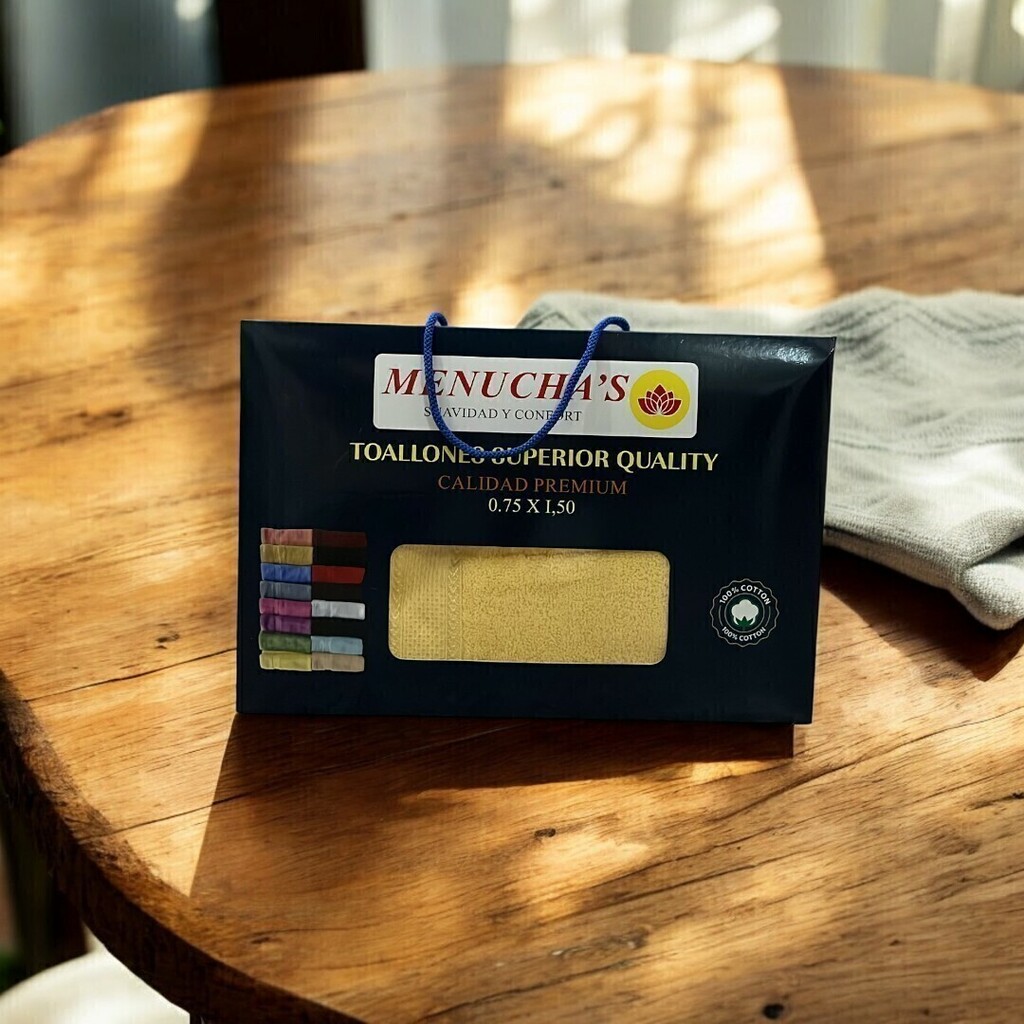 MENUCHA'S
SUAVIDAD Y CONFORT
TOALLONES SUPERIOR QUALITY
CALIDAD PREMIUM
0.75 X 1,50
100% COTTON
100% COTTON